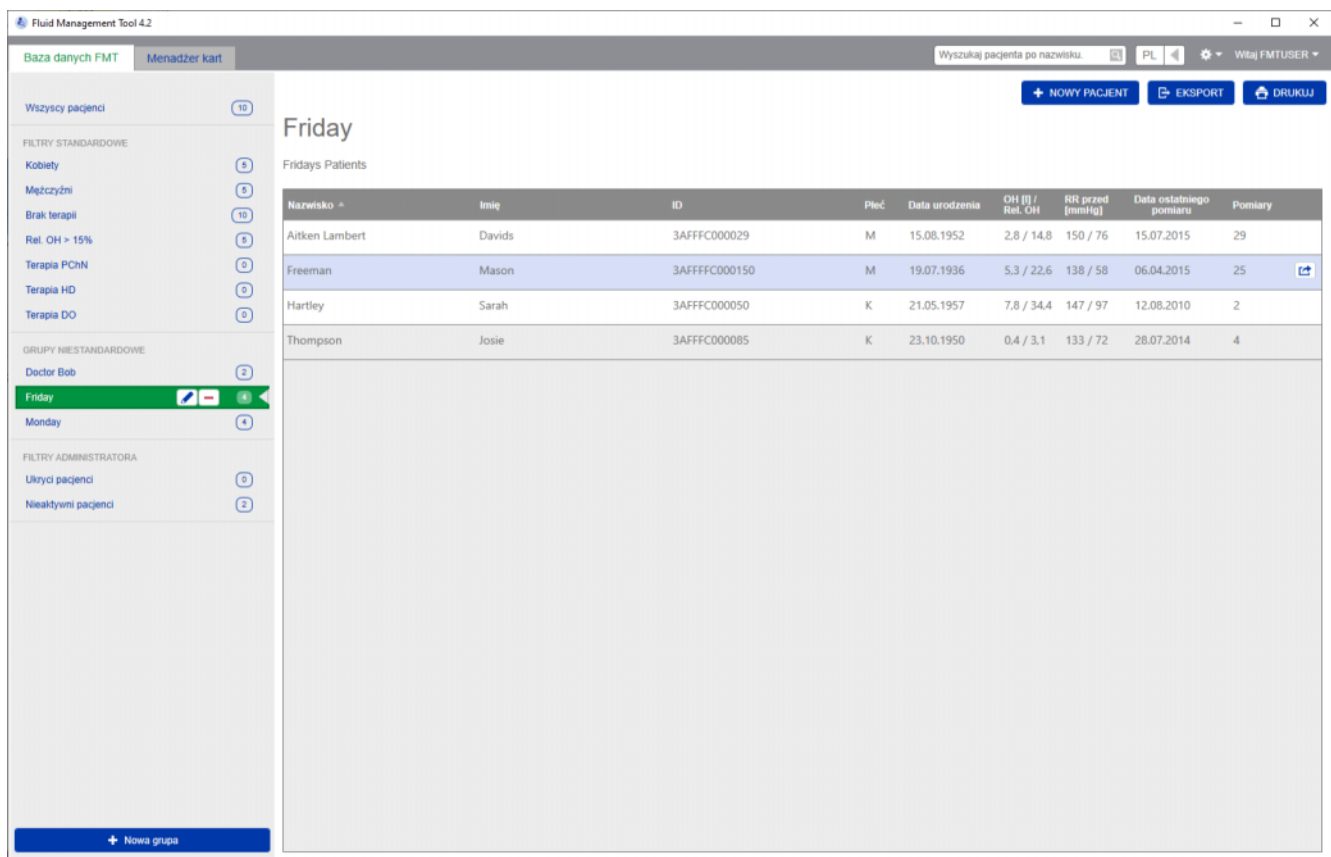 Fluid Management Tool 4.2
Baza danych FMT
Menadżer kart
Wyszukaj pacjenta po nazwisku.
PL
Witaj FMTUSER
NOWY PACJENT
EKSPORT
DRUKUJ
Wszyscy pacjenci 10
FILTRY STANDARDOWE
Kobiety 5
Mężczyźni 5
Brak terapii 10
Rel. OH > 15% 5
Terapia PChN 0
Terapia HD 0
Terapia DO 0
GRUPY NIESTANDARDOWE
Doctor Bob 2
Friday 4
Monday 4
FILTRY ADMINISTRATORA
Ukryci pacjenci 0
Nieaktywni pacjenci 2
Nowa grupa
Friday
Fridays Patients
Nazwisko Imię ID Płeć Data urodzenia OH [l] / Rel. OH RR przed [mmHg] Data ostatniego pomiaru Pomiary
Aitken Lambert Davids 3AFFFC000029 M 15.08.1952 2,8 / 14,8 150 / 76 15.07.2015 29
Freeman Mason 3AFFFFC000150 M 19.07.1936 5,3 / 22,6 138 / 58 06.04.2015 25
Hartley Sarah 3AFFFC000050 K 21.05.1957 7,8 / 34,4 147 / 97 12.08.2010 2
Thompson Josie 3AFFFC000085 K 23.10.1950 0,4 / 3,1 133 / 72 28.07.2014 4